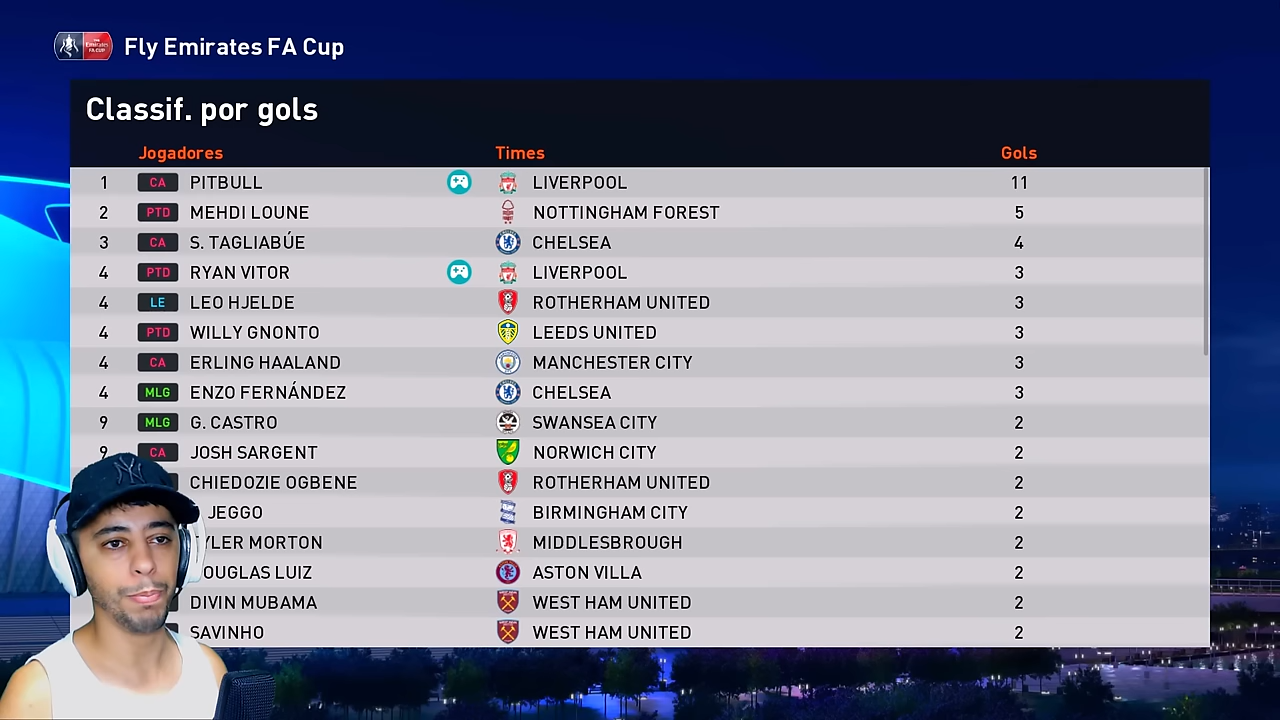 Fly Emirates FA Cup
Classif. por gols
Jogadores Times Gols
1 CA PITBULL LIVERPOOL 11
2 PTD MEHDI LOUNE NOTTINGHAM FOREST 5
3 CA S. TAGLIABÚE CHELSEA 4
4 PTD RYAN VITOR LIVERPOOL 3
4 LE LEO HJELDE ROTHERHAM UNITED 3
4 PTD WILLY GNONTO LEEDS UNITED 3
4 CA ERLING HAALAND MANCHESTER CITY 3
4 MLG ENZO FERNÁNDEZ CHELSEA 3
9 MLG G. CASTRO SWANSEA CITY 2
9 CA JOSH SARGENT NORWICH CITY 2
CHIEDOZIE OGBENE ROTHERHAM UNITED 2
JEGGO BIRMINGHAM CITY 2
YLER MORTON MIDDLESBROUGH 2
OUGLAS LUIZ ASTON VILLA 2
DIVIN MUBAMA WEST HAM UNITED 2
SAVINHO WEST HAM UNITED 2